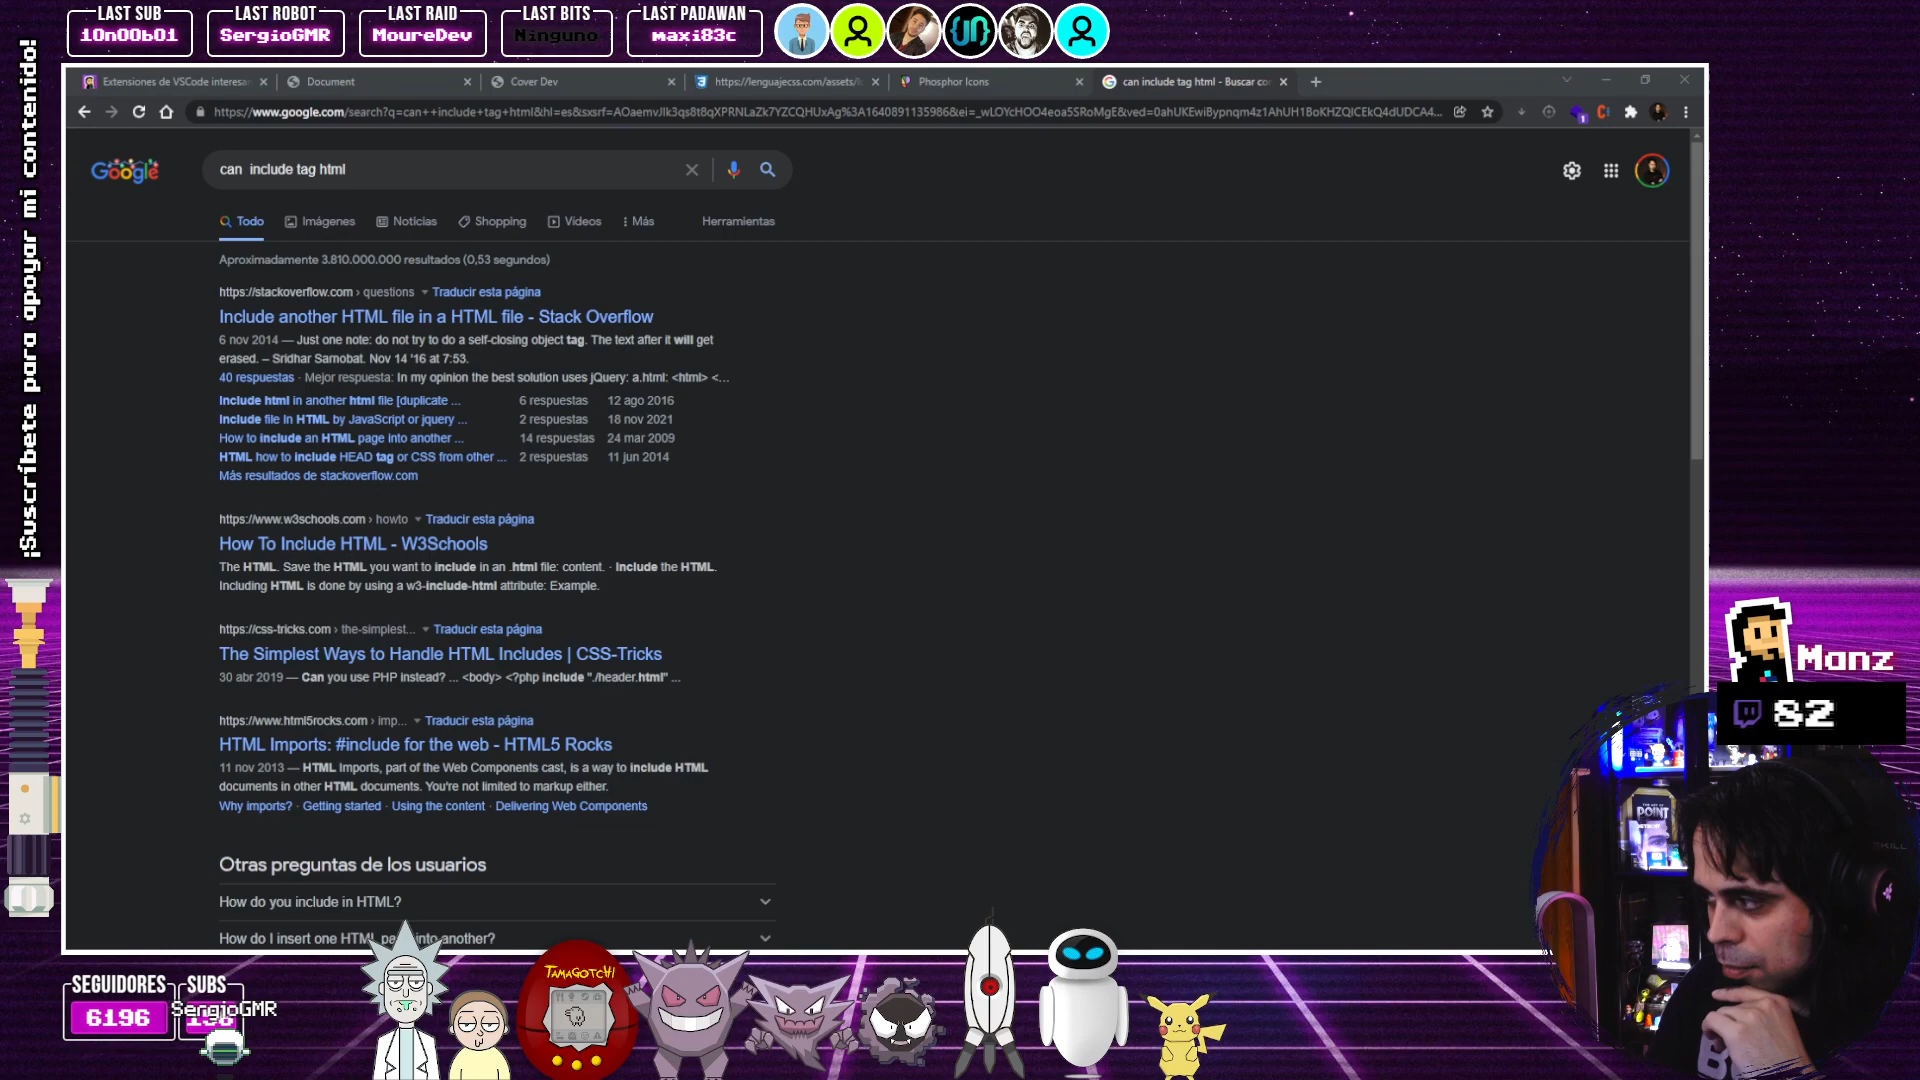 LAST SUB
10n00b01
LAST ROBOT
SergioGMR
LAST RAID
MoureDev
LAST BITS
Ninguno
LAST PADAWAN
maxi83c
¡Suscríbete para apoyar mi contenido!
Extensiones de VSCode interesa
Document
Cover Dev
https://lenguajecss.com/assets/l
Phosphor Icons
can include tag html - Buscar co
https://www.google.com/search?q=can++include+tag+html&hl=es&sxsrf=AOaemvJlk3qs8t8qXPRNLaZk7YZCQHUxAg%3A1640891135986&ei=_wLOYcHOO4eoa5SRoMgE&ved=0ahUKEwiBypnqm4z1AhUH1BoKHZQICEkQ4dUDCA4...
Google
can  include tag html
Todo
Imágenes
Noticias
Shopping
Vídeos
Más
Herramientas
Aproximadamente 3.810.000.000 resultados (0,53 segundos)
https://stackoverflow.com › questions Traducir esta página
Include another HTML file in a HTML file - Stack Overflow
6 nov 2014 — Just one note: do not try to do a self-closing object tag. The text after it will get
erased. – Sridhar Sarnobat. Nov 14 '16 at 7:53.
40 respuestas · Mejor respuesta: In my opinion the best solution uses jQuery: a.html: <html> <...
Include html in another html file [duplicate ... 6 respuestas 12 ago 2016
Include file In HTML by JavaScript or jquery ... 2 respuestas 18 nov 2021
How to include an HTML page into another ... 14 respuestas 24 mar 2009
HTML how to include HEAD tag or CSS from other ... 2 respuestas 11 jun 2014
Más resultados de stackoverflow.com
https://www.w3schools.com › howto Traducir esta página
How To Include HTML - W3Schools
The HTML. Save the HTML you want to include in an .html file: content. · Include the HTML.
Including HTML is done by using a w3-include-html attribute: Example.
https://css-tricks.com › the-simplest... Traducir esta página
The Simplest Ways to Handle HTML Includes | CSS-Tricks
30 abr 2019 — Can you use PHP instead? ... <body> <?php include "./header.html" ...
https://www.html5rocks.com › imp... Traducir esta página
HTML Imports: #include for the web - HTML5 Rocks
11 nov 2013 — HTML Imports, part of the Web Components cast, is a way to include HTML
documents in other HTML documents. You're not limited to markup either.
Why imports? · Getting started · Using the content · Delivering Web Components
Otras preguntas de los usuarios
How do you include in HTML?
How do I insert one HTML page into another?
Manz
82
POINT
SEGUIDORES
6196
SUBS
SergioGMR
TAMAGOTCHI